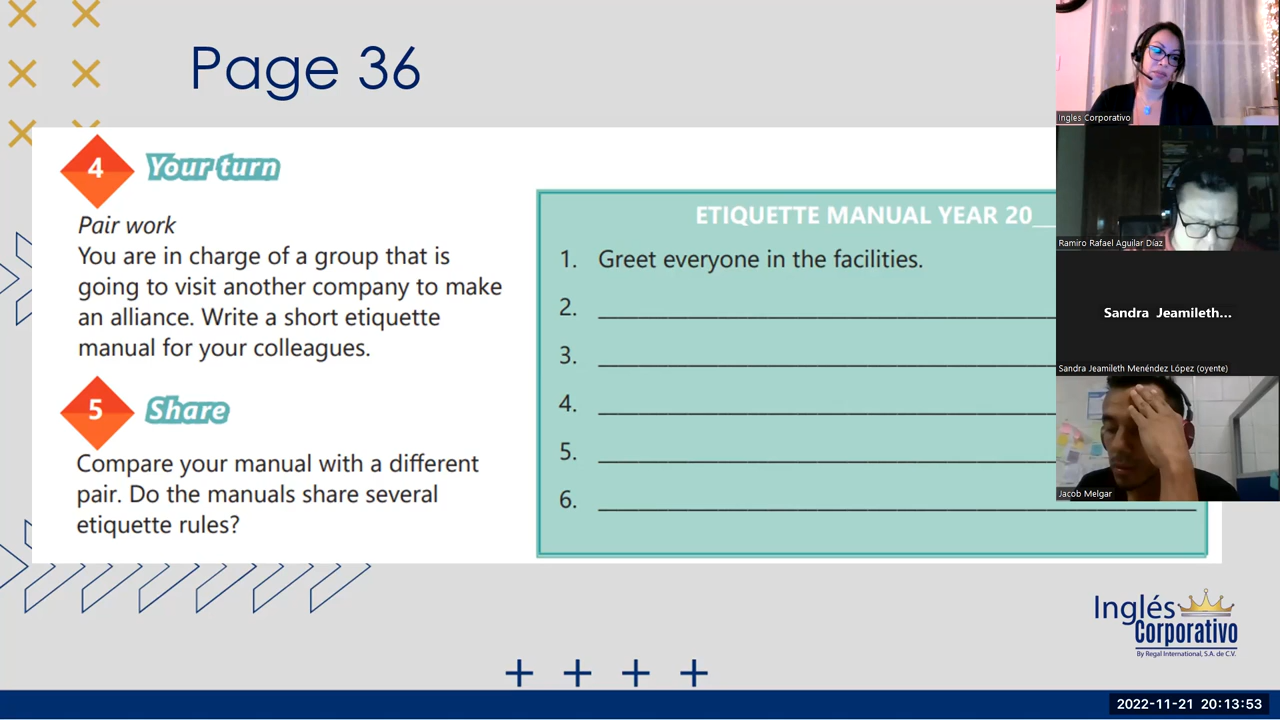 Page 36
4 Your turn
Pair work
You are in charge of a group that is
going to visit another company to make
an alliance. Write a short etiquette
manual for your colleagues.
5 Share
Compare your manual with a different
pair. Do the manuals share several
etiquette rules?
ETIQUETTE MANUAL YEAR 20__
1. Greet everyone in the facilities.
2.
3.
4.
5.
6.
Ingles Corporativo
Ramiro Rafael Aguilar Díaz
Sandra Jeamileth...
Sandra Jeamileth Menéndez López (oyente)
Jacob Melgar
Inglés
Corporativo
By Regal International, S.A. de C.V.
2022-11-21 20:13:53